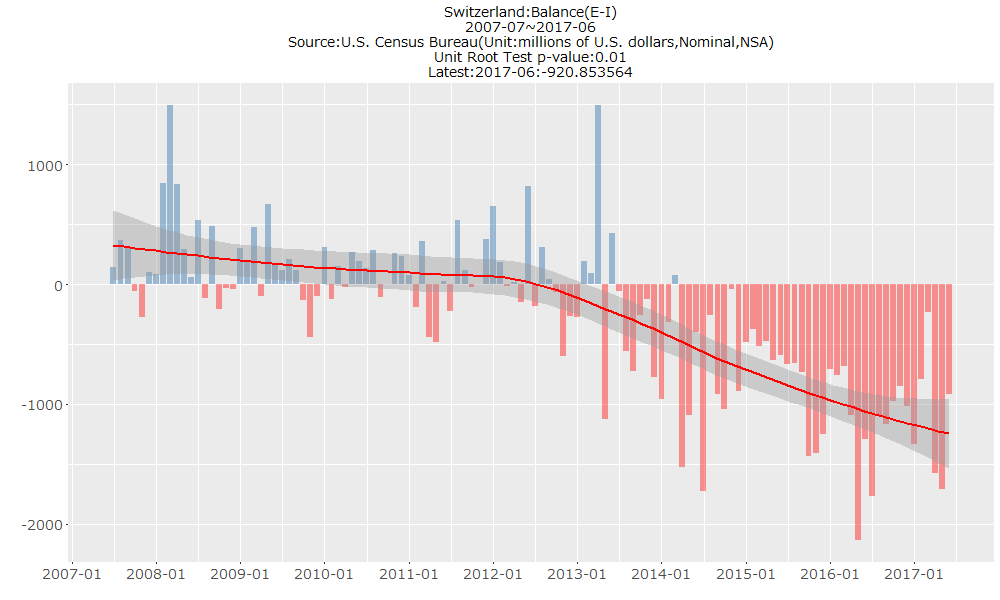 Switzerland:Balance(E-I)
2007-07~2017-06
Source:U.S. Census Bureau(Unit:millions of U.S. dollars,Nominal,NSA)
Unit Root Test p-value:0.01
Latest:2017-06:-920.853564
1000
0
-1000
-2000
2007-01 2008-01 2009-01 2010-01 2011-01 2012-01 2013-01 2014-01 2015-01 2016-01 2017-01